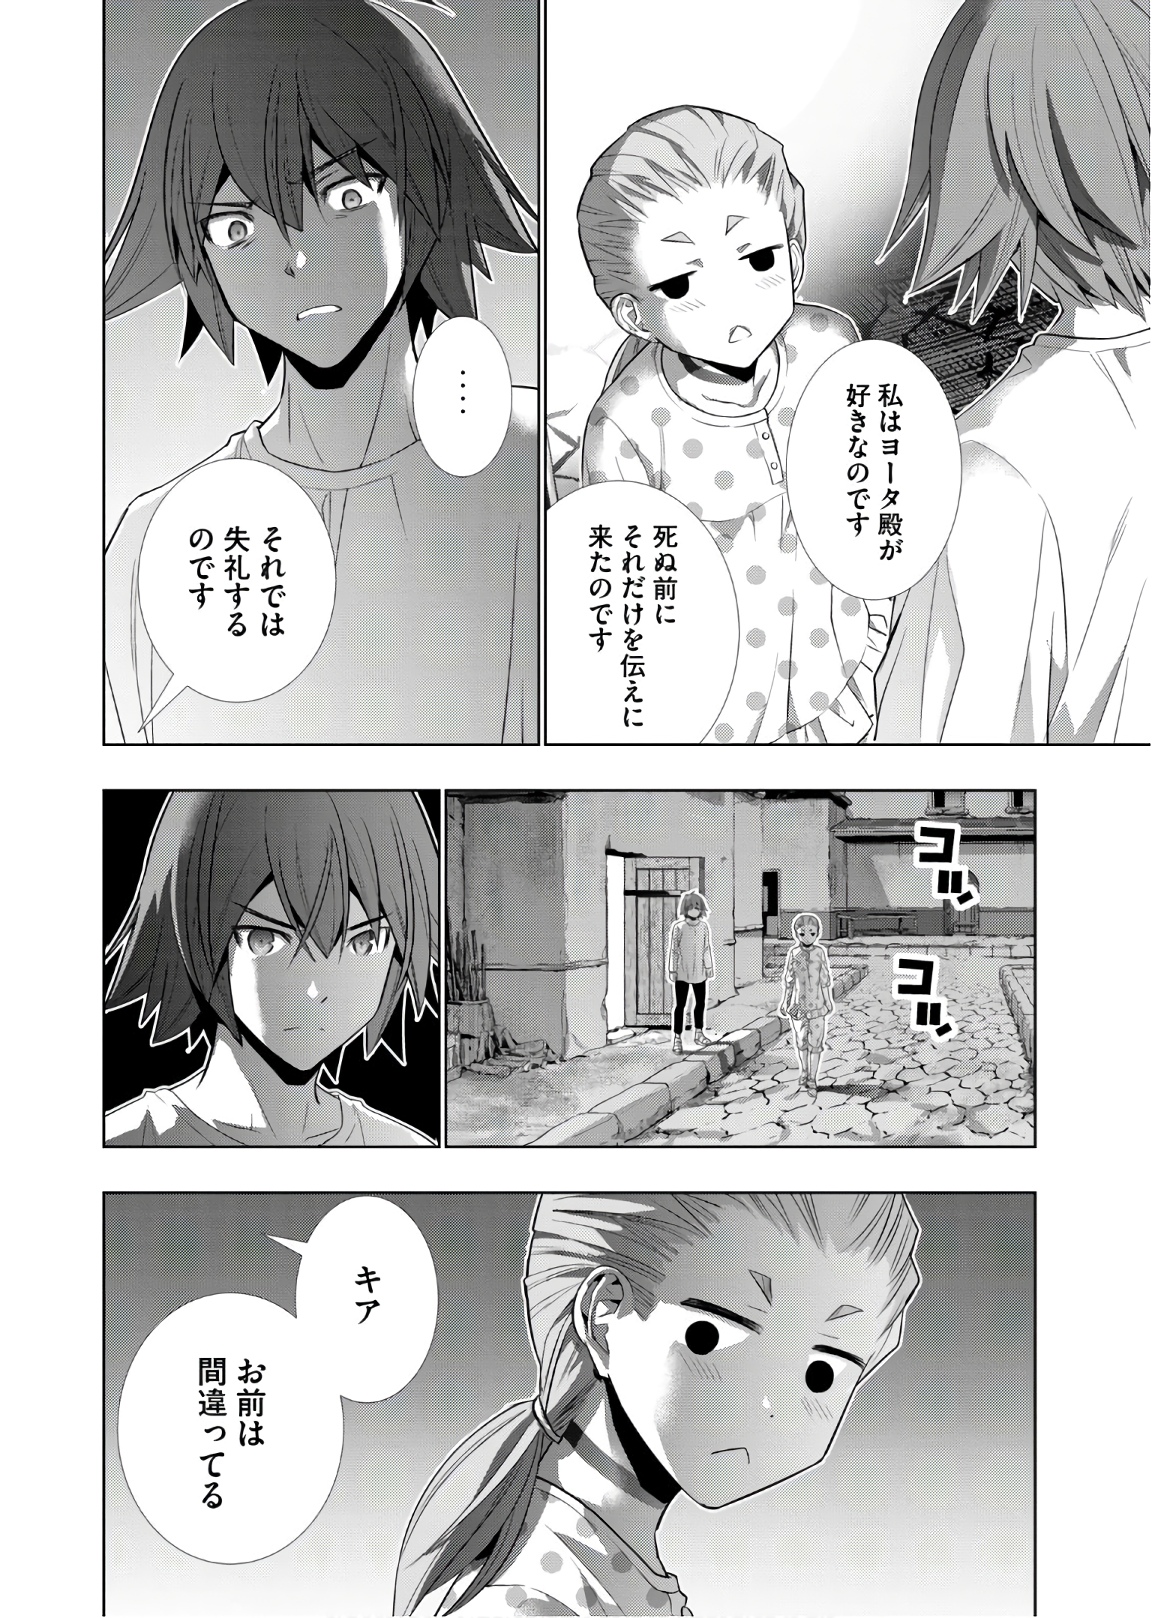 私はヨータ殿が
好きなのです
死ぬ前に
それだけを伝えに
来たのです
‥‥
それでは
失礼する
のです
コツ
コツ
キア
お前は
間違ってる